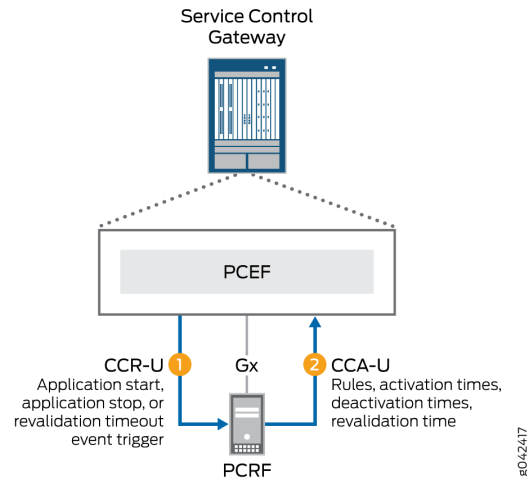 Service Control
Gateway
PCEF
CCR-U
1
Gx
2
CCA-U
Application start,
application stop, or
revalidation timeout
event trigger
Rules, activation times,
deactivation times,
revalidation time
PCRF
g042417